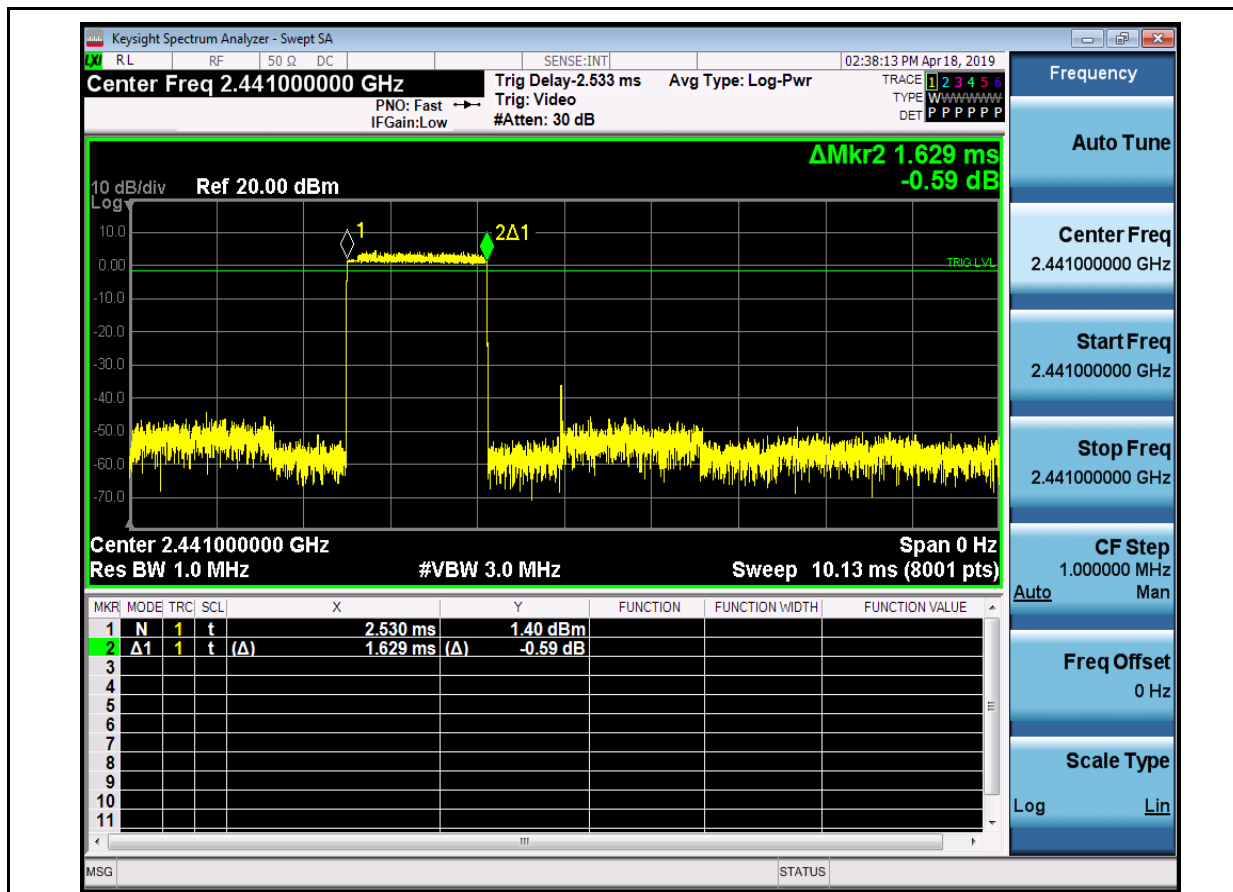 Keysight Spectrum Analyzer - Swept SA
LXI RL RF 50 Ω DC SENSE:INT 02:38:13 PM Apr 18, 2019
Center Freq 2.441000000 GHz
PNO: Fast
IFGain:Low
Trig Delay-2.533 ms
Trig: Video
#Atten: 30 dB
Avg Type: Log-Pwr
TRACE 1 2 3 4 5 6
TYPE WWWWWW
DET P P P P P P
ΔMkr2 1.629 ms
-0.59 dB
10 dB/div Ref 20.00 dBm
Log
10.0
0.00
-10.0
-20.0
-30.0
-40.0
-50.0
-60.0
-70.0
1
2Δ1
TRIG LVL
Center 2.441000000 GHz Span 0 Hz
Res BW 1.0 MHz #VBW 3.0 MHz Sweep 10.13 ms (8001 pts)
MKR MODE TRC SCL X Y FUNCTION FUNCTION WIDTH FUNCTION VALUE
1 N 1 t 2.530 ms 1.40 dBm
2 Δ1 1 t (Δ) 1.629 ms (Δ) -0.59 dB
3
4
5
6
7
8
9
10
11
MSG STATUS
Frequency
Auto Tune
Center Freq
2.441000000 GHz
Start Freq
2.441000000 GHz
Stop Freq
2.441000000 GHz
CF Step
1.000000 MHz
Auto Man
Freq Offset
0 Hz
Scale Type
Log Lin